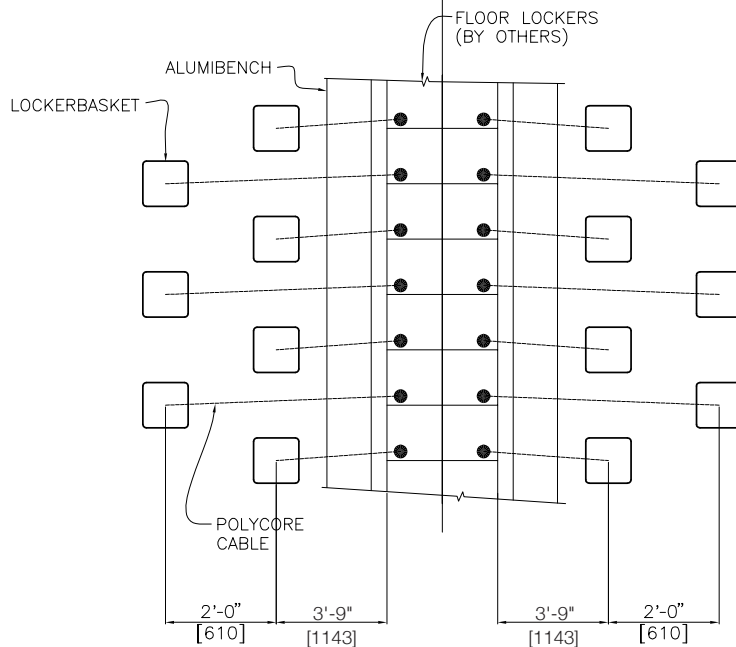 FLOOR LOCKERS
(BY OTHERS)
ALUMIBENCH
LOCKERBASKET
POLYCORE
CABLE
2'-0"
[610]
3'-9"
[1143]
3'-9"
[1143]
2'-0"
[610]